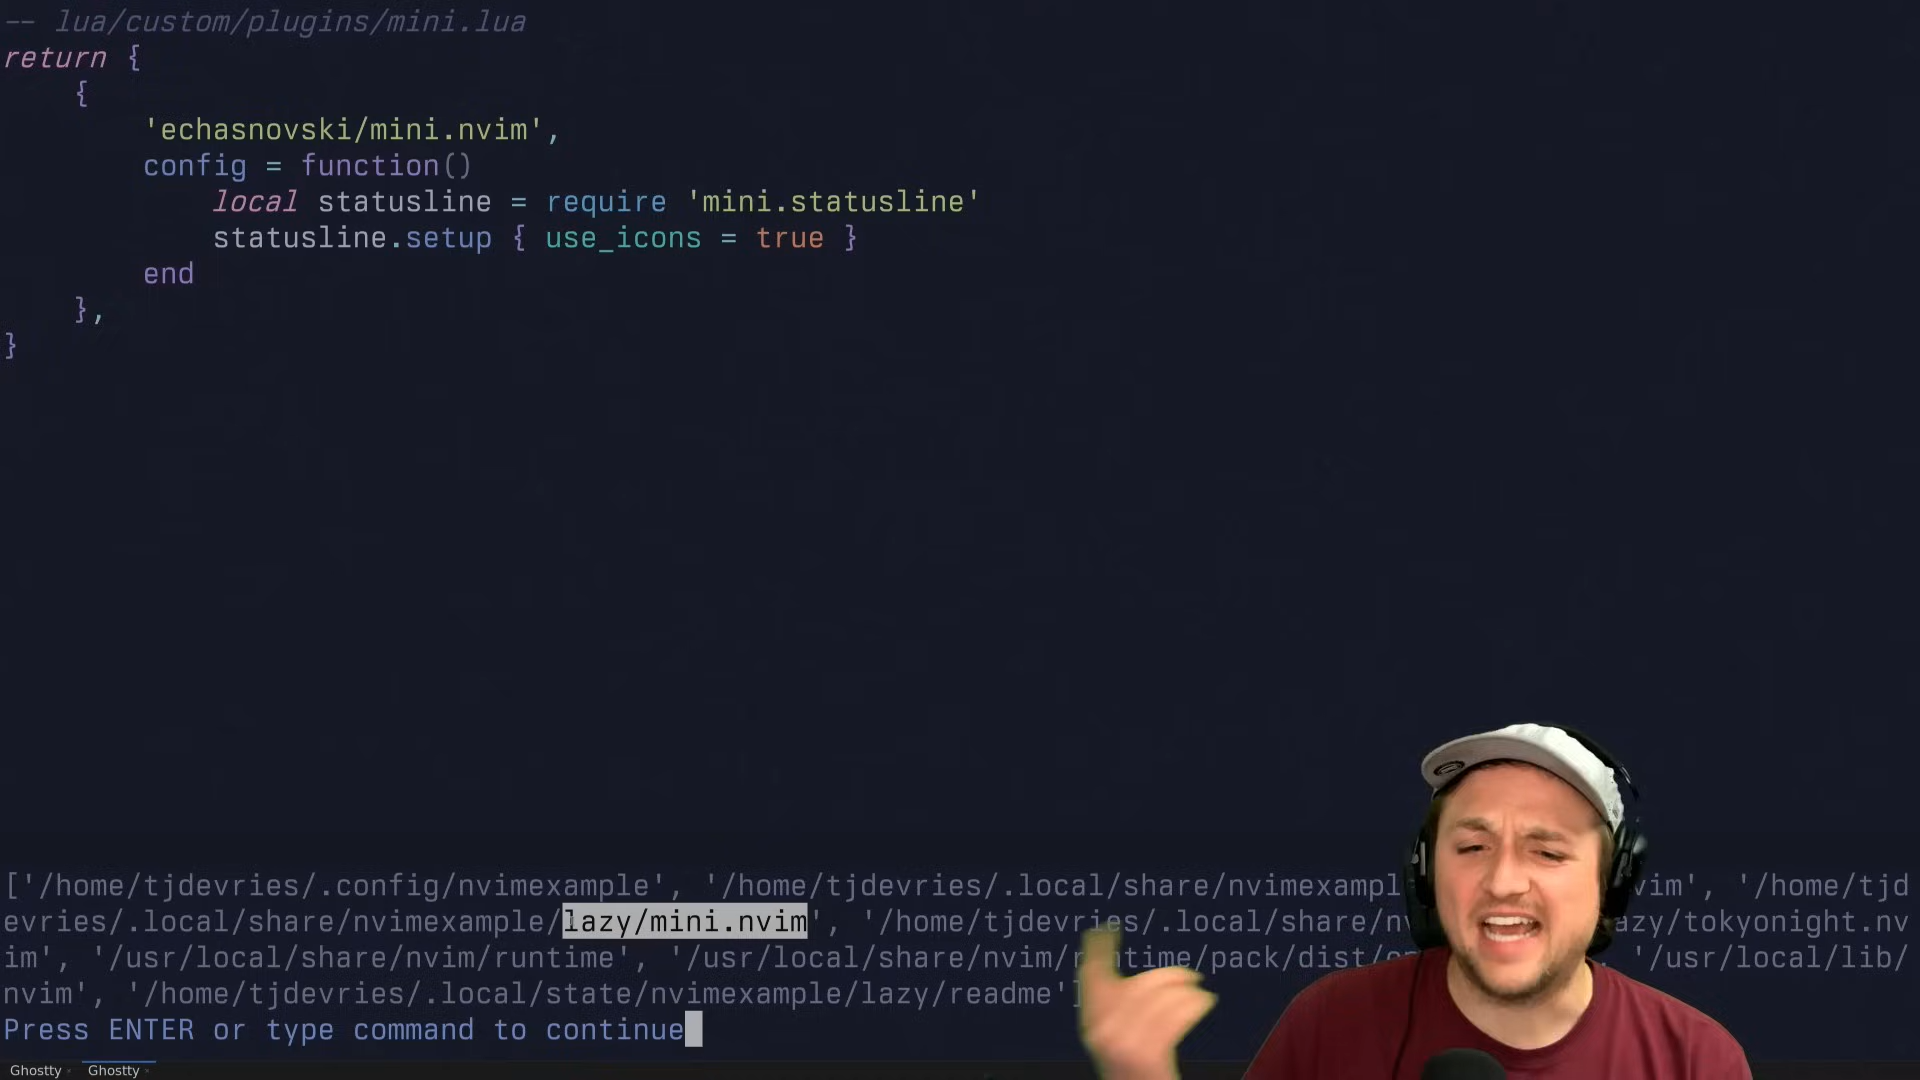 -- lua/custom/plugins/mini.lua
return {
{
'echasnovski/mini.nvim',
config = function()
local statusline = require 'mini.statusline'
statusline.setup { use_icons = true }
end
},
}
['/home/tjdevries/.config/nvimexample', '/home/tjdevries/.local/share/nvimexampl vim', '/home/tjd
evries/.local/share/nvimexample/lazy/mini.nvim', '/home/tjdevries/.local/share/nv azy/tokyonight.nv
im', '/usr/local/share/nvim/runtime', '/usr/local/share/nvim/runtime/pack/dist/op , '/usr/local/lib/
nvim', '/home/tjdevries/.local/state/nvimexample/lazy/readme']
Press ENTER or type command to continue
Ghostty Ghostty